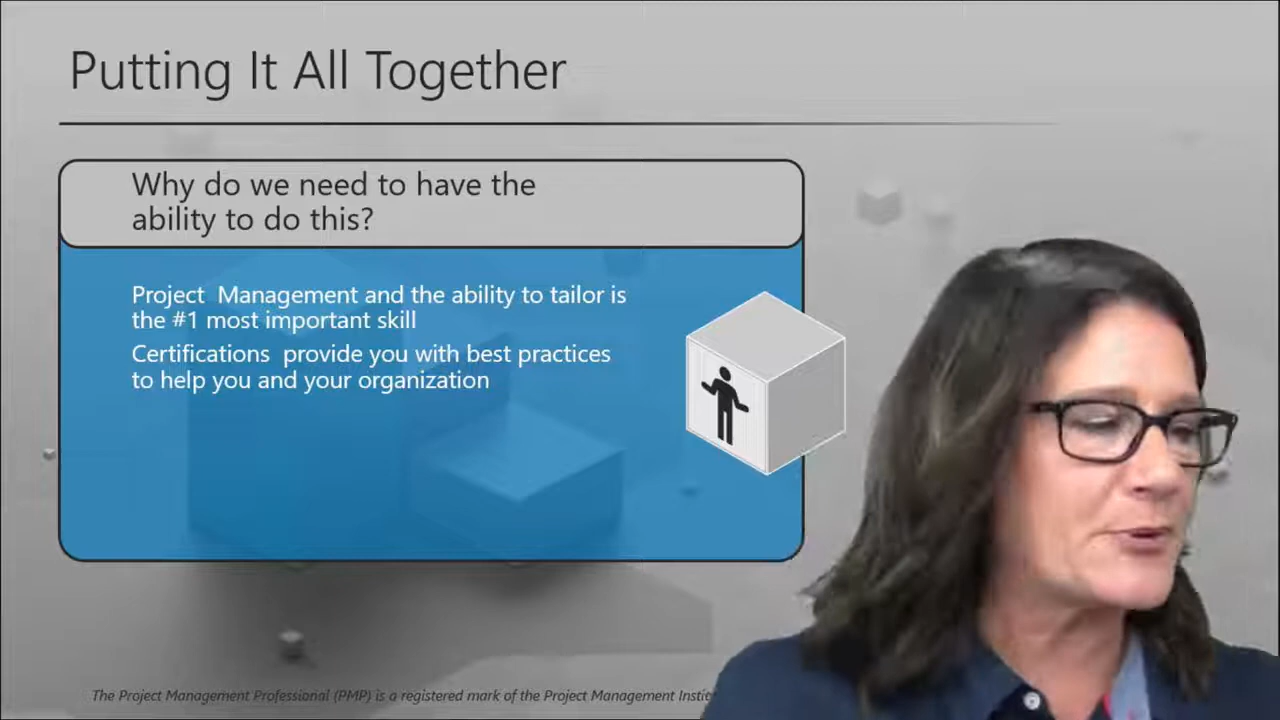 Putting It All Together
Why do we need to have the
ability to do this?
Project  Management and the ability to tailor is
the #1 most important skill
Certifications  provide you with best practices
to help you and your organization
The Project Management Professional (PMP) is a registered mark of the Project Management